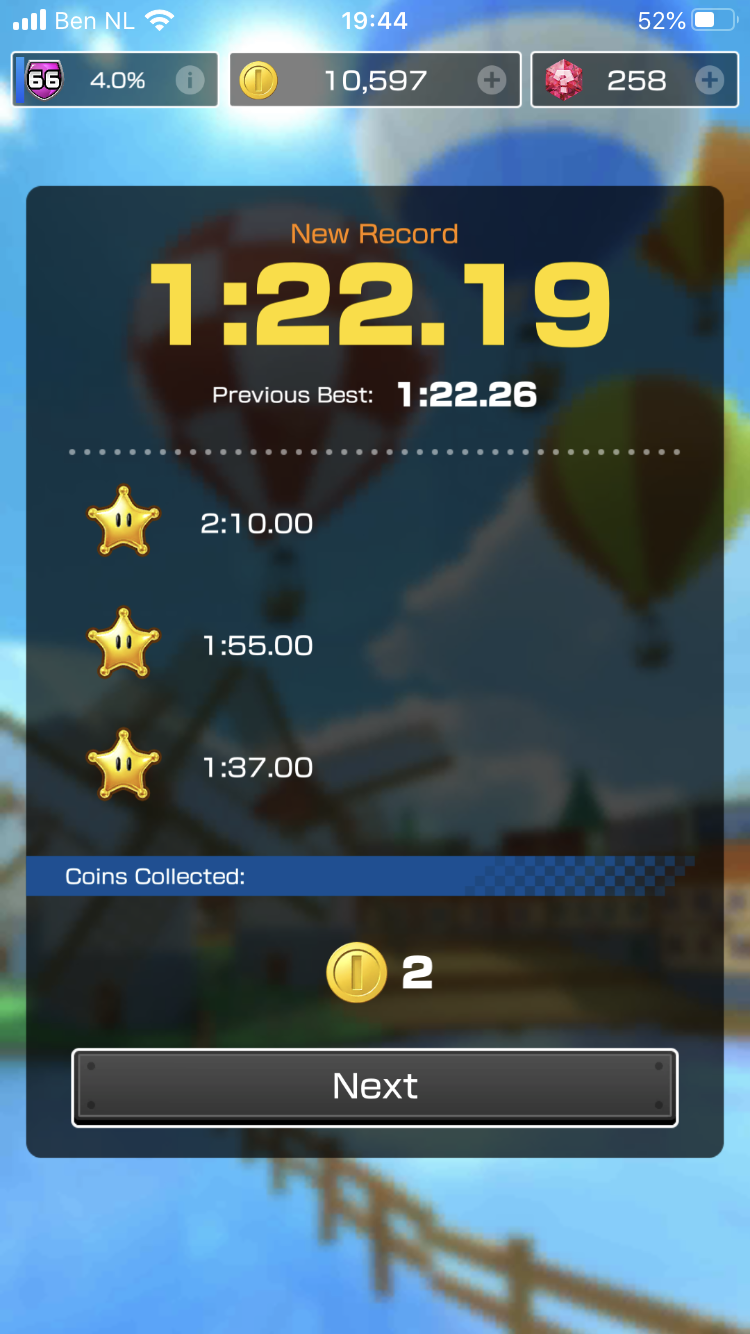 Ben NL 19:44 52%
66 4.0% i 10,597 + ? 258 +
New Record
1:22.19
Previous Best: 1:22.26
2:10.00
1:55.00
1:37.00
Coins Collected:
2
Next